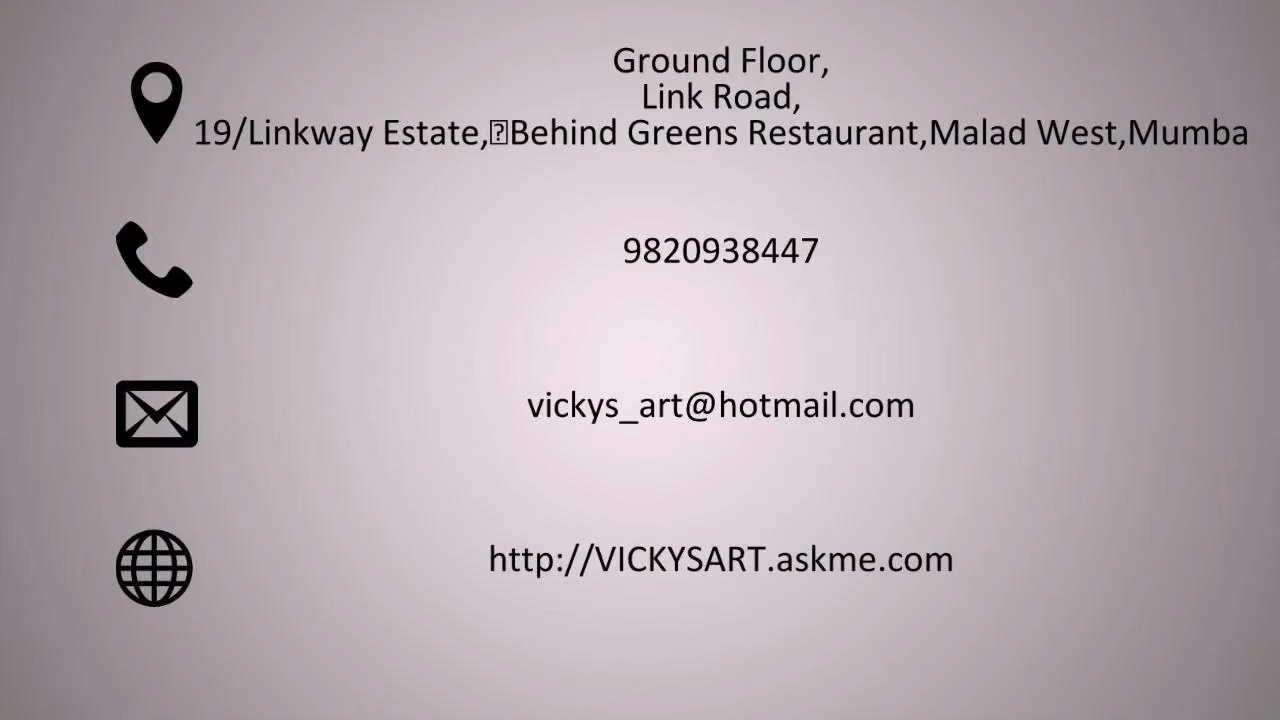 Ground Floor,
Link Road,
19/Linkway Estate,⍰Behind Greens Restaurant,Malad West,Mumba
9820938447
vickys_art@hotmail.com
http://VICKYSART.askme.com